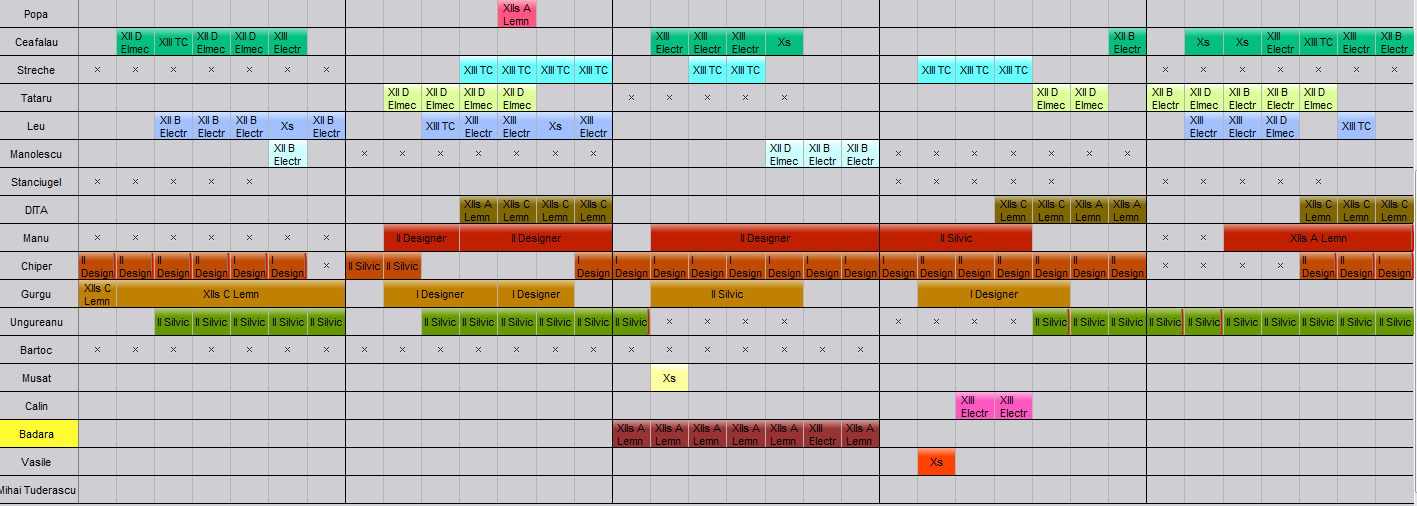 Popa XIIs A Lemn
Ceafalau XII D Elmec XIII TC XII D Elmec XII D Elmec XIII Electr XIII Electr XIII Electr XIII Electr Xs XII B Electr Xs Xs XIII Electr XIII TC XIII Electr XII B Electr
Streche × × × × × × × XIII TC XIII TC XIII TC XIII TC XIII TC XIII TC XIII TC XIII TC XIII TC × × × × × × ×
Tataru XII D Elmec XII D Elmec XII D Elmec XII D Elmec × × × × × XII D Elmec XII D Elmec XII B Electr XII D Elmec XII B Electr XII B Electr XII D Elmec
Leu XII B Electr XII B Electr XII B Electr Xs XII B Electr XIII TC XIII Electr XIII Electr Xs XIII Electr XIII Electr XIII Electr XII D Elmec XIII TC
Manolescu XII B Electr × × × × × × × XII D Elmec XII B Electr XII B Electr × × × × × × ×
Stanciugel × × × × × × × × × × × × × × ×
DITA XIIs A Lemn XIIs C Lemn XIIs C Lemn XIIs C Lemn XIIs C Lemn XIIs C Lemn XIIs A Lemn XIIs A Lemn XIIs C Lemn XIIs C Lemn XIIs C Lemn
Manu × × × × × × × II Designer II Designer II Designer II Silvic × × XIIs A Lemn
Chiper II Design II Design II Design II Design I Design I Design × II Silvic II Silvic I Design I Design I Design I Design I Design I Design I Design I Design II Design II Design II Design II Design II Design II Design II Design × × × × II Design II Design I Design
Gurgu XIIs C Lemn XIIs C Lemn I Designer I Designer II Silvic I Designer
Ungureanu II Silvic II Silvic II Silvic II Silvic II Silvic II Silvic II Silvic II Silvic II Silvic II Silvic II Silvic × × × × × × × × II Silvic II Silvic II Silvic II Silvic II Silvic II Silvic II Silvic II Silvic II Silvic II Silvic
Bartoc × × × × × × × × × × × × × × × × × × × × ×
Musat Xs
Calin XIII Electr XIII Electr
Badara XIIs A Lemn XIIs A Lemn XIIs A Lemn XIIs A Lemn XIIs A Lemn XIII Electr XIIs A Lemn
Vasile Xs
Mihai Tuderascu